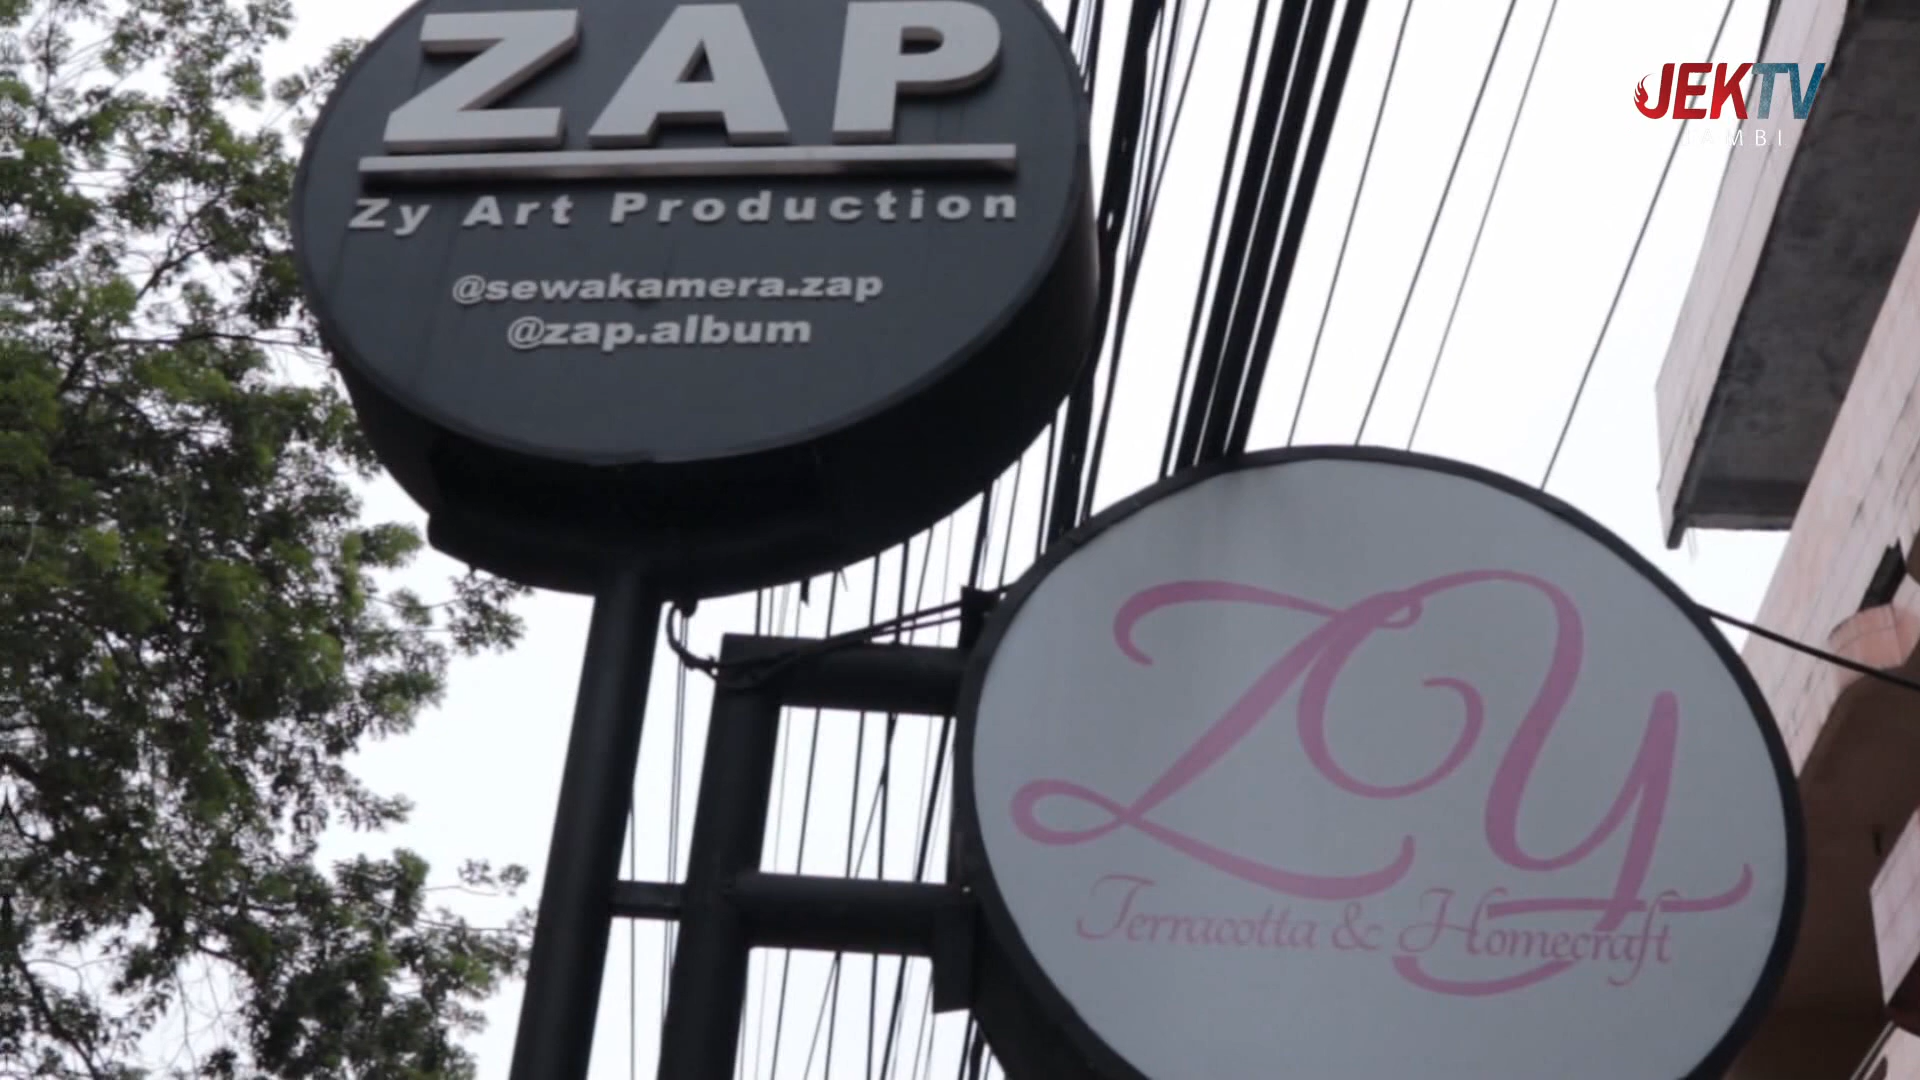 ZAP
Zy Art Production
@sewakamera.zap
@zap.album
JEKTV
JAMBI
Zy
Terracotta & Homecraft